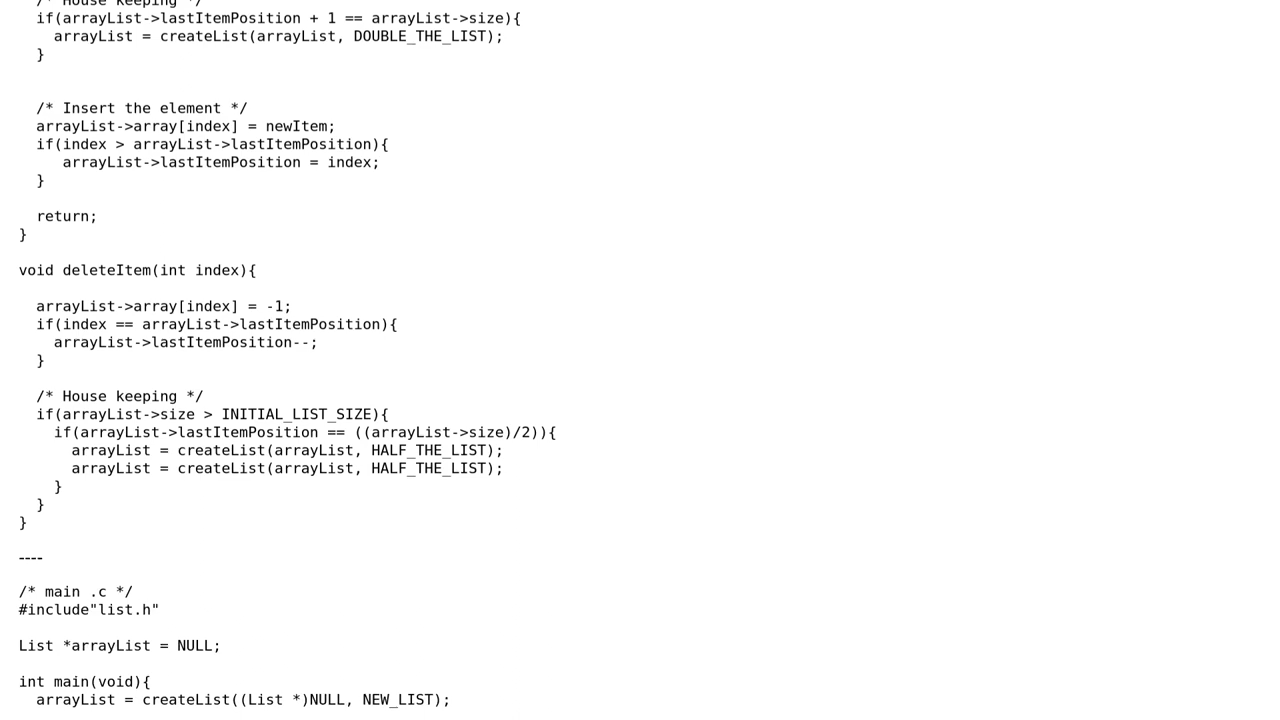 /* House keeping */
  if(arrayList->lastItemPosition + 1 == arrayList->size){
    arrayList = createList(arrayList, DOUBLE_THE_LIST);
  }
  /* Insert the element */
  arrayList->array[index] = newItem;
  if(index > arrayList->lastItemPosition){
     arrayList->lastItemPosition = index;
  }
  return;
}
void deleteItem(int index){
  arrayList->array[index] = -1;
  if(index == arrayList->lastItemPosition){
    arrayList->lastItemPosition--;
  }
  /* House keeping */
  if(arrayList->size > INITIAL_LIST_SIZE){
    if(arrayList->lastItemPosition == ((arrayList->size)/2)){
      arrayList = createList(arrayList, HALF_THE_LIST);
      arrayList = createList(arrayList, HALF_THE_LIST);
    }
  }
}
----
/* main .c */
#include"list.h"
List *arrayList = NULL;
int main(void){
  arrayList = createList((List *)NULL, NEW_LIST);